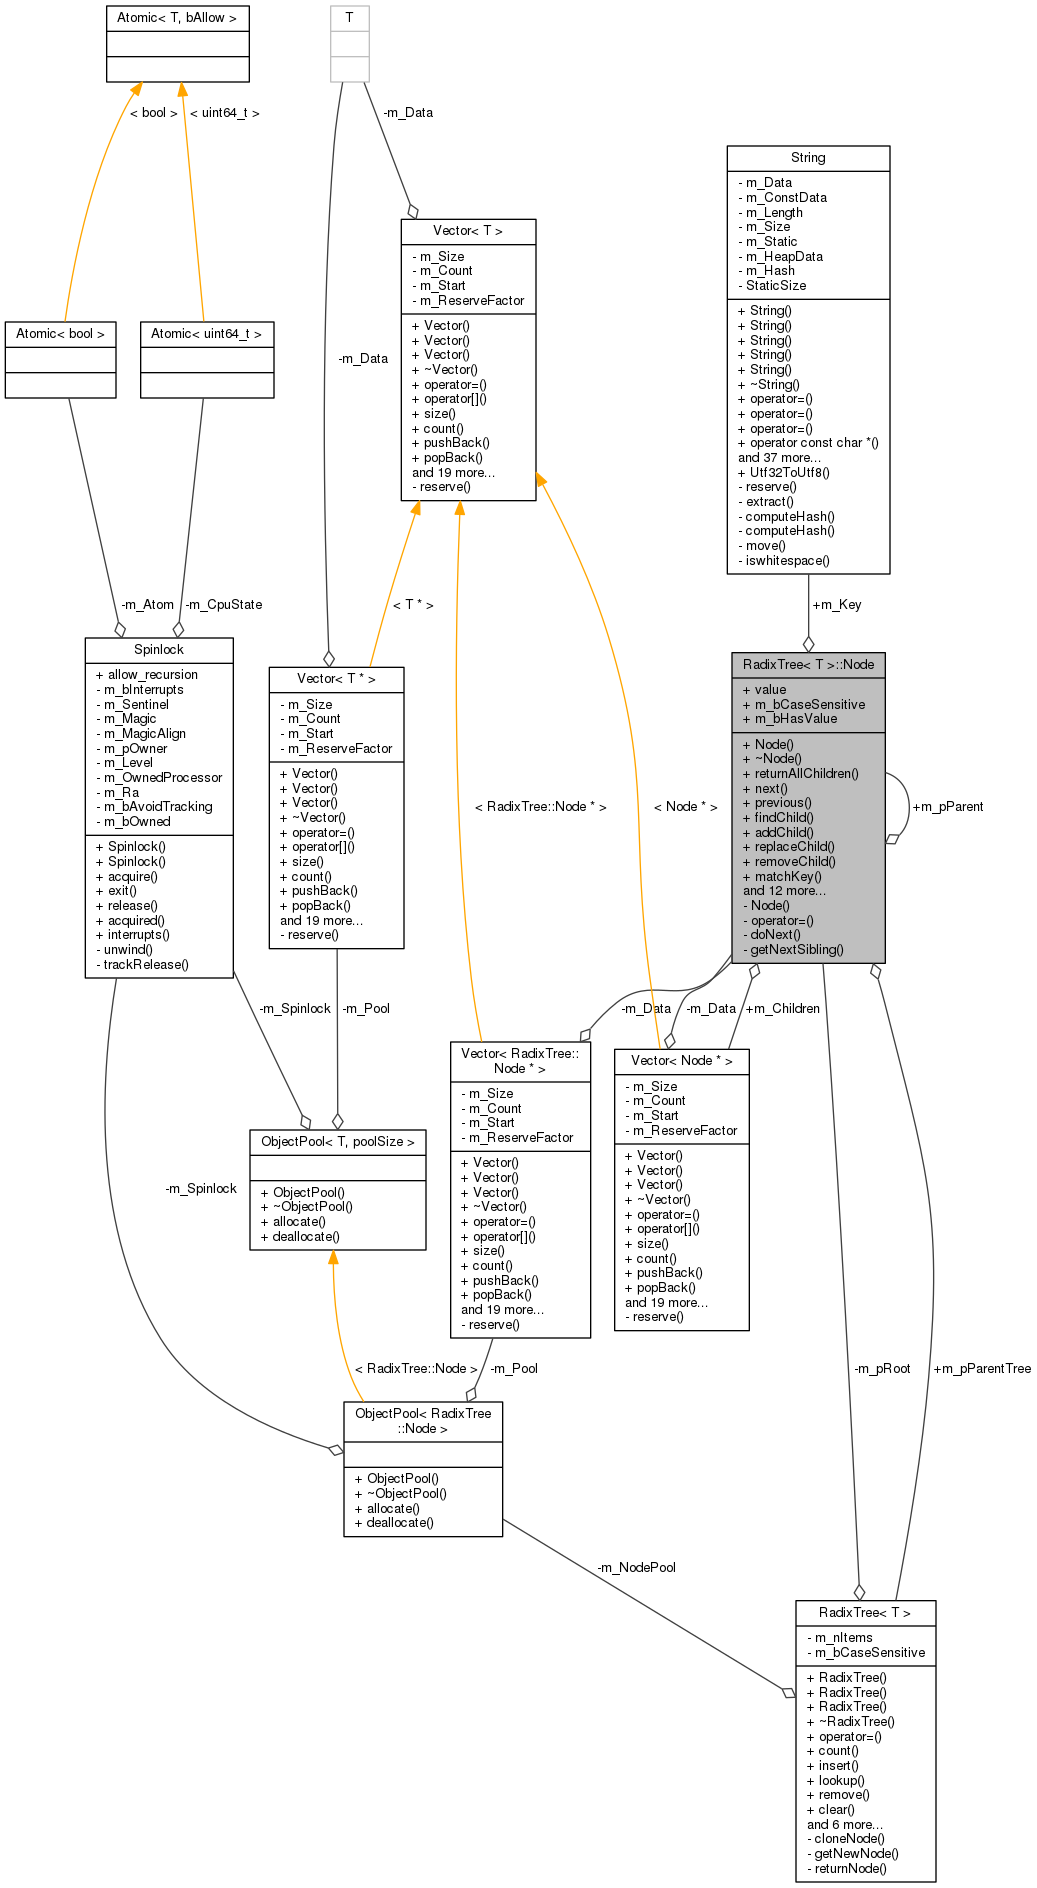 Atomic< T, bAllow >
T
< bool >
< uint64_t >
-m_Data
String
- m_Data
- m_ConstData
- m_Length
- m_Size
- m_Static
- m_HeapData
- m_Hash
- StaticSize
+ String()
+ String()
+ String()
+ String()
+ String()
+ ~String()
+ operator=()
+ operator=()
+ operator=()
+ operator const char *()
and 37 more...
+ Utf32ToUtf8()
- reserve()
- extract()
- computeHash()
- computeHash()
- move()
- iswhitespace()
Vector< T >
- m_Size
- m_Count
- m_Start
- m_ReserveFactor
+ Vector()
+ Vector()
+ Vector()
+ ~Vector()
+ operator=()
+ operator[]()
+ size()
+ count()
+ pushBack()
+ popBack()
and 19 more...
- reserve()
Atomic< bool >
Atomic< uint64_t >
-m_Data
-m_Atom
-m_CpuState
< T * >
+m_Key
Spinlock
+ allow_recursion
- m_bInterrupts
- m_Sentinel
- m_Magic
- m_MagicAlign
- m_pOwner
- m_Level
- m_OwnedProcessor
- m_Ra
- m_bAvoidTracking
- m_bOwned
+ Spinlock()
+ Spinlock()
+ acquire()
+ exit()
+ release()
+ acquired()
+ interrupts()
- unwind()
- trackRelease()
Vector< T * >
- m_Size
- m_Count
- m_Start
- m_ReserveFactor
+ Vector()
+ Vector()
+ Vector()
+ ~Vector()
+ operator=()
+ operator[]()
+ size()
+ count()
+ pushBack()
+ popBack()
and 19 more...
- reserve()
< RadixTree::Node * >
< Node * >
RadixTree< T >::Node
+ value
+ m_bCaseSensitive
+ m_bHasValue
+ Node()
+ ~Node()
+ returnAllChildren()
+ next()
+ previous()
+ findChild()
+ addChild()
+ replaceChild()
+ removeChild()
+ matchKey()
and 12 more...
- Node()
- operator=()
- doNext()
- getNextSibling()
+m_pParent
-m_Spinlock
-m_Pool
-m_Data
-m_Data
+m_Children
Vector< RadixTree::
Node * >
- m_Size
- m_Count
- m_Start
- m_ReserveFactor
+ Vector()
+ Vector()
+ Vector()
+ ~Vector()
+ operator=()
+ operator[]()
+ size()
+ count()
+ pushBack()
+ popBack()
and 19 more...
- reserve()
Vector< Node * >
- m_Size
- m_Count
- m_Start
- m_ReserveFactor
+ Vector()
+ Vector()
+ Vector()
+ ~Vector()
+ operator=()
+ operator[]()
+ size()
+ count()
+ pushBack()
+ popBack()
and 19 more...
- reserve()
ObjectPool< T, poolSize >
+ ObjectPool()
+ ~ObjectPool()
+ allocate()
+ deallocate()
-m_Spinlock
< RadixTree::Node >
-m_Pool
-m_pRoot
+m_pParentTree
ObjectPool< RadixTree
::Node >
+ ObjectPool()
+ ~ObjectPool()
+ allocate()
+ deallocate()
-m_NodePool
RadixTree< T >
- m_nItems
- m_bCaseSensitive
+ RadixTree()
+ RadixTree()
+ RadixTree()
+ ~RadixTree()
+ operator=()
+ count()
+ insert()
+ lookup()
+ remove()
+ clear()
and 6 more...
- cloneNode()
- getNewNode()
- returnNode()